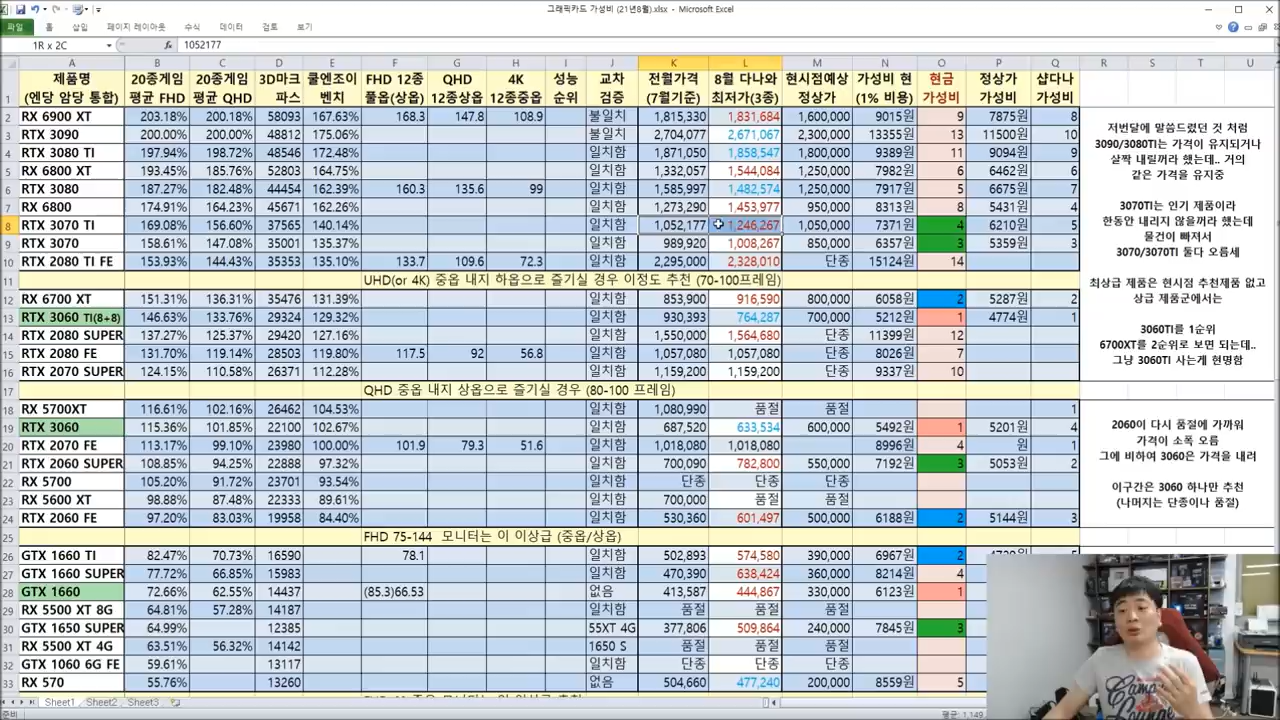 그래픽카드 가성비 (21년8월).xlsx - Microsoft Excel
파일 홈 삽입 페이지 레이아웃 수식 데이터 검토 보기
1R x 2C fx 1052177
A B C D E F G H I J K L M N O P Q R S T U
제품명 20종게임 20종게임 3D마크 쿨엔조이 FHD 12종 QHD 4K 성능 교차 전월가격 8월 다나와 현시점예상 가성비 현 현금 정상가 샵다나
1 (엔당 암당 통합) 평균 FHD 평균 QHD 파스 벤치 풀옵(상옵) 12종상옵 12종중옵 순위 검증 (7월기준) 최저가(3종) 정상가 (1% 비용) 가성비 가성비 가성비
2 RX 6900 XT 203.18% 200.18% 58093 167.63% 168.3 147.8 108.9 불일치 1,815,330 1,831,684 1,600,000 9015원 9 7875원 8
3 RTX 3090 200.00% 200.00% 48812 175.06% 불일치 2,704,077 2,671,067 2,300,000 13355원 13 11500원 10
4 RTX 3080 TI 197.94% 198.72% 48546 172.48% 일치함 1,871,050 1,858,547 1,800,000 9389원 11 9094원 9
5 RX 6800 XT 193.45% 185.76% 52803 164.75% 일치함 1,332,057 1,544,084 1,250,000 7982원 6 6462원 6
6 RTX 3080 187.27% 182.48% 44454 162.39% 160.3 135.6 99 일치함 1,585,997 1,482,574 1,250,000 7917원 5 6675원 7
7 RX 6800 174.91% 164.23% 45671 162.26% 일치함 1,273,290 1,453,977 1,250,000 8313원 8 5431원 4
8 RTX 3070 TI 169.08% 156.60% 37565 140.14% 일치함 1,052,177 1,246,267 1,050,000 7371원 4 6210원 5
9 RTX 3070 158.61% 147.08% 35001 135.37% 일치함 989,920 1,008,267 850,000 6357원 3 5359원 3
10 RTX 2080 TI FE 153.93% 144.43% 37167 135.10% 133.7 109.6 72.3 일치함 2,295,000 2,328,010 단종 15124원 14
11 UHD(or 4K) 중옵 내지 하옵으로 즐기실 경우 이정도 추천 (70-100프레임)
12 RX 6700 XT 151.31% 136.31% 35476 131.39% 일치함 853,900 916,590 800,000 6058원 2 5287원 2
13 RTX 3060 TI(8+8) 146.63% 133.76% 29324 129.32% 일치함 930,393 764,287 700,000 5212원 1 4774원 1
14 RTX 2080 SUPER 137.27% 125.37% 29420 127.16% 일치함 1,550,000 1,564,680 단종 11399원 12
15 RTX 2080 FE 131.70% 119.14% 28503 119.80% 117.5 92 56.8 일치함 1,057,080 1,057,080 단종 8026원 7
16 RTX 2070 SUPER 124.15% 110.58% 26371 112.28% 일치함 1,159,200 1,159,200 단종 9337원 10
17 QHD 중옵 내지 상옵으로 즐기실 경우 (80-100 프레임)
18 RX 5700XT 116.61% 102.16% 26462 104.53% 일치함 1,080,990 품절 품절 1
19 RTX 3060 115.36% 101.85% 22100 102.67% 일치함 687,520 633,534 600,000 5492원 1 5201원 4
20 RTX 2070 FE 113.17% 99.10% 23980 100.00% 101.9 79.3 51.6 일치함 1,018,080 1,018,080 8996원 4 원 1
21 RTX 2060 SUPER 108.85% 94.25% 22888 97.32% 일치함 700,090 782,800 550,000 7192원 3 5053원 2
22 RX 5700 105.20% 91.72% 23701 93.54% 일치함 단종 단종 단종
23 RX 5600 XT 98.88% 87.48% 22333 89.61% 일치함 700,000 품절 품절
24 RTX 2060 FE 97.20% 83.03% 19958 84.40% 일치함 530,360 601,497 500,000 6188원 2 5144원 3
25 FHD 75-144 모니터는 이 이상급 (중옵/상옵)
26 GTX 1660 TI 82.47% 70.73% 16590 78.1 일치함 502,893 574,580 390,000 6967원 2
27 GTX 1660 SUPER 77.72% 66.85% 15983 일치함 470,390 638,424 360,000 8214원 4
28 GTX 1660 72.66% 62.55% 14437 (85.3)66.53 없음 413,587 444,867 330,000 6123원 1
29 RX 5500 XT 8G 64.81% 57.28% 14187 일치함 품절 품절 품절
30 GTX 1650 SUPER 64.99% 12385 55XT 4G 377,806 509,864 240,000 7845원 3
31 RX 5500 XT 4G 63.51% 56.32% 14142 1650 S 품절 품절 품절
32 GTX 1060 6G FE 59.61% 13117 일치함 단종 단종 단종
33 RX 570 55.76% 13260 없음 504,660 477,240 200,000 8559원 5
저번달에 말씀드렸던 것 처럼
3090/3080TI는 가격이 유지되거나
살짝 내릴꺼라 했는데.. 거의
같은 가격을 유지중
3070TI는 인기 제품이라
한동안 내리지 않을꺼라 했는데
물건이 빠져서
3070/3070TI 둘다 오름세
최상급 제품은 현시점 추천제품 없고
상급 제품군에서는
3060TI를 1순위
6700XT를 2순위로 보면 되는데..
그냥 3060TI 사는게 현명함
2060이 다시 품절에 가까워
가격이 소폭 오름
그에 비하여 3060은 가격을 내려
이구간은 3060 하나만 추천
(나머지는 단종이나 품절)
Sheet1 Sheet2 Sheet3
준비